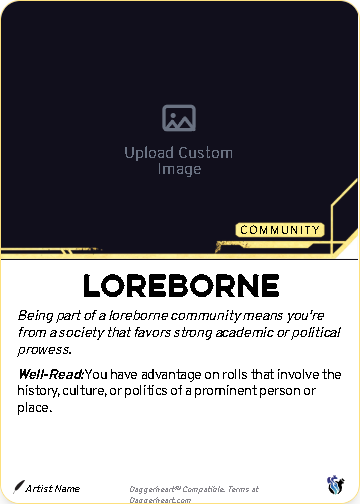 Upload Custom
Image
COMMUNITY
LOREBORNE
Being part of a loreborne community means you're
from a society that favors strong academic or political
prowess.
Well-Read:You have advantage on rolls that involve the
history, culture, or politics of a prominent person or
place.
Artist Name
Daggerheart™ Compatible. Terms at
Daggerheart.com